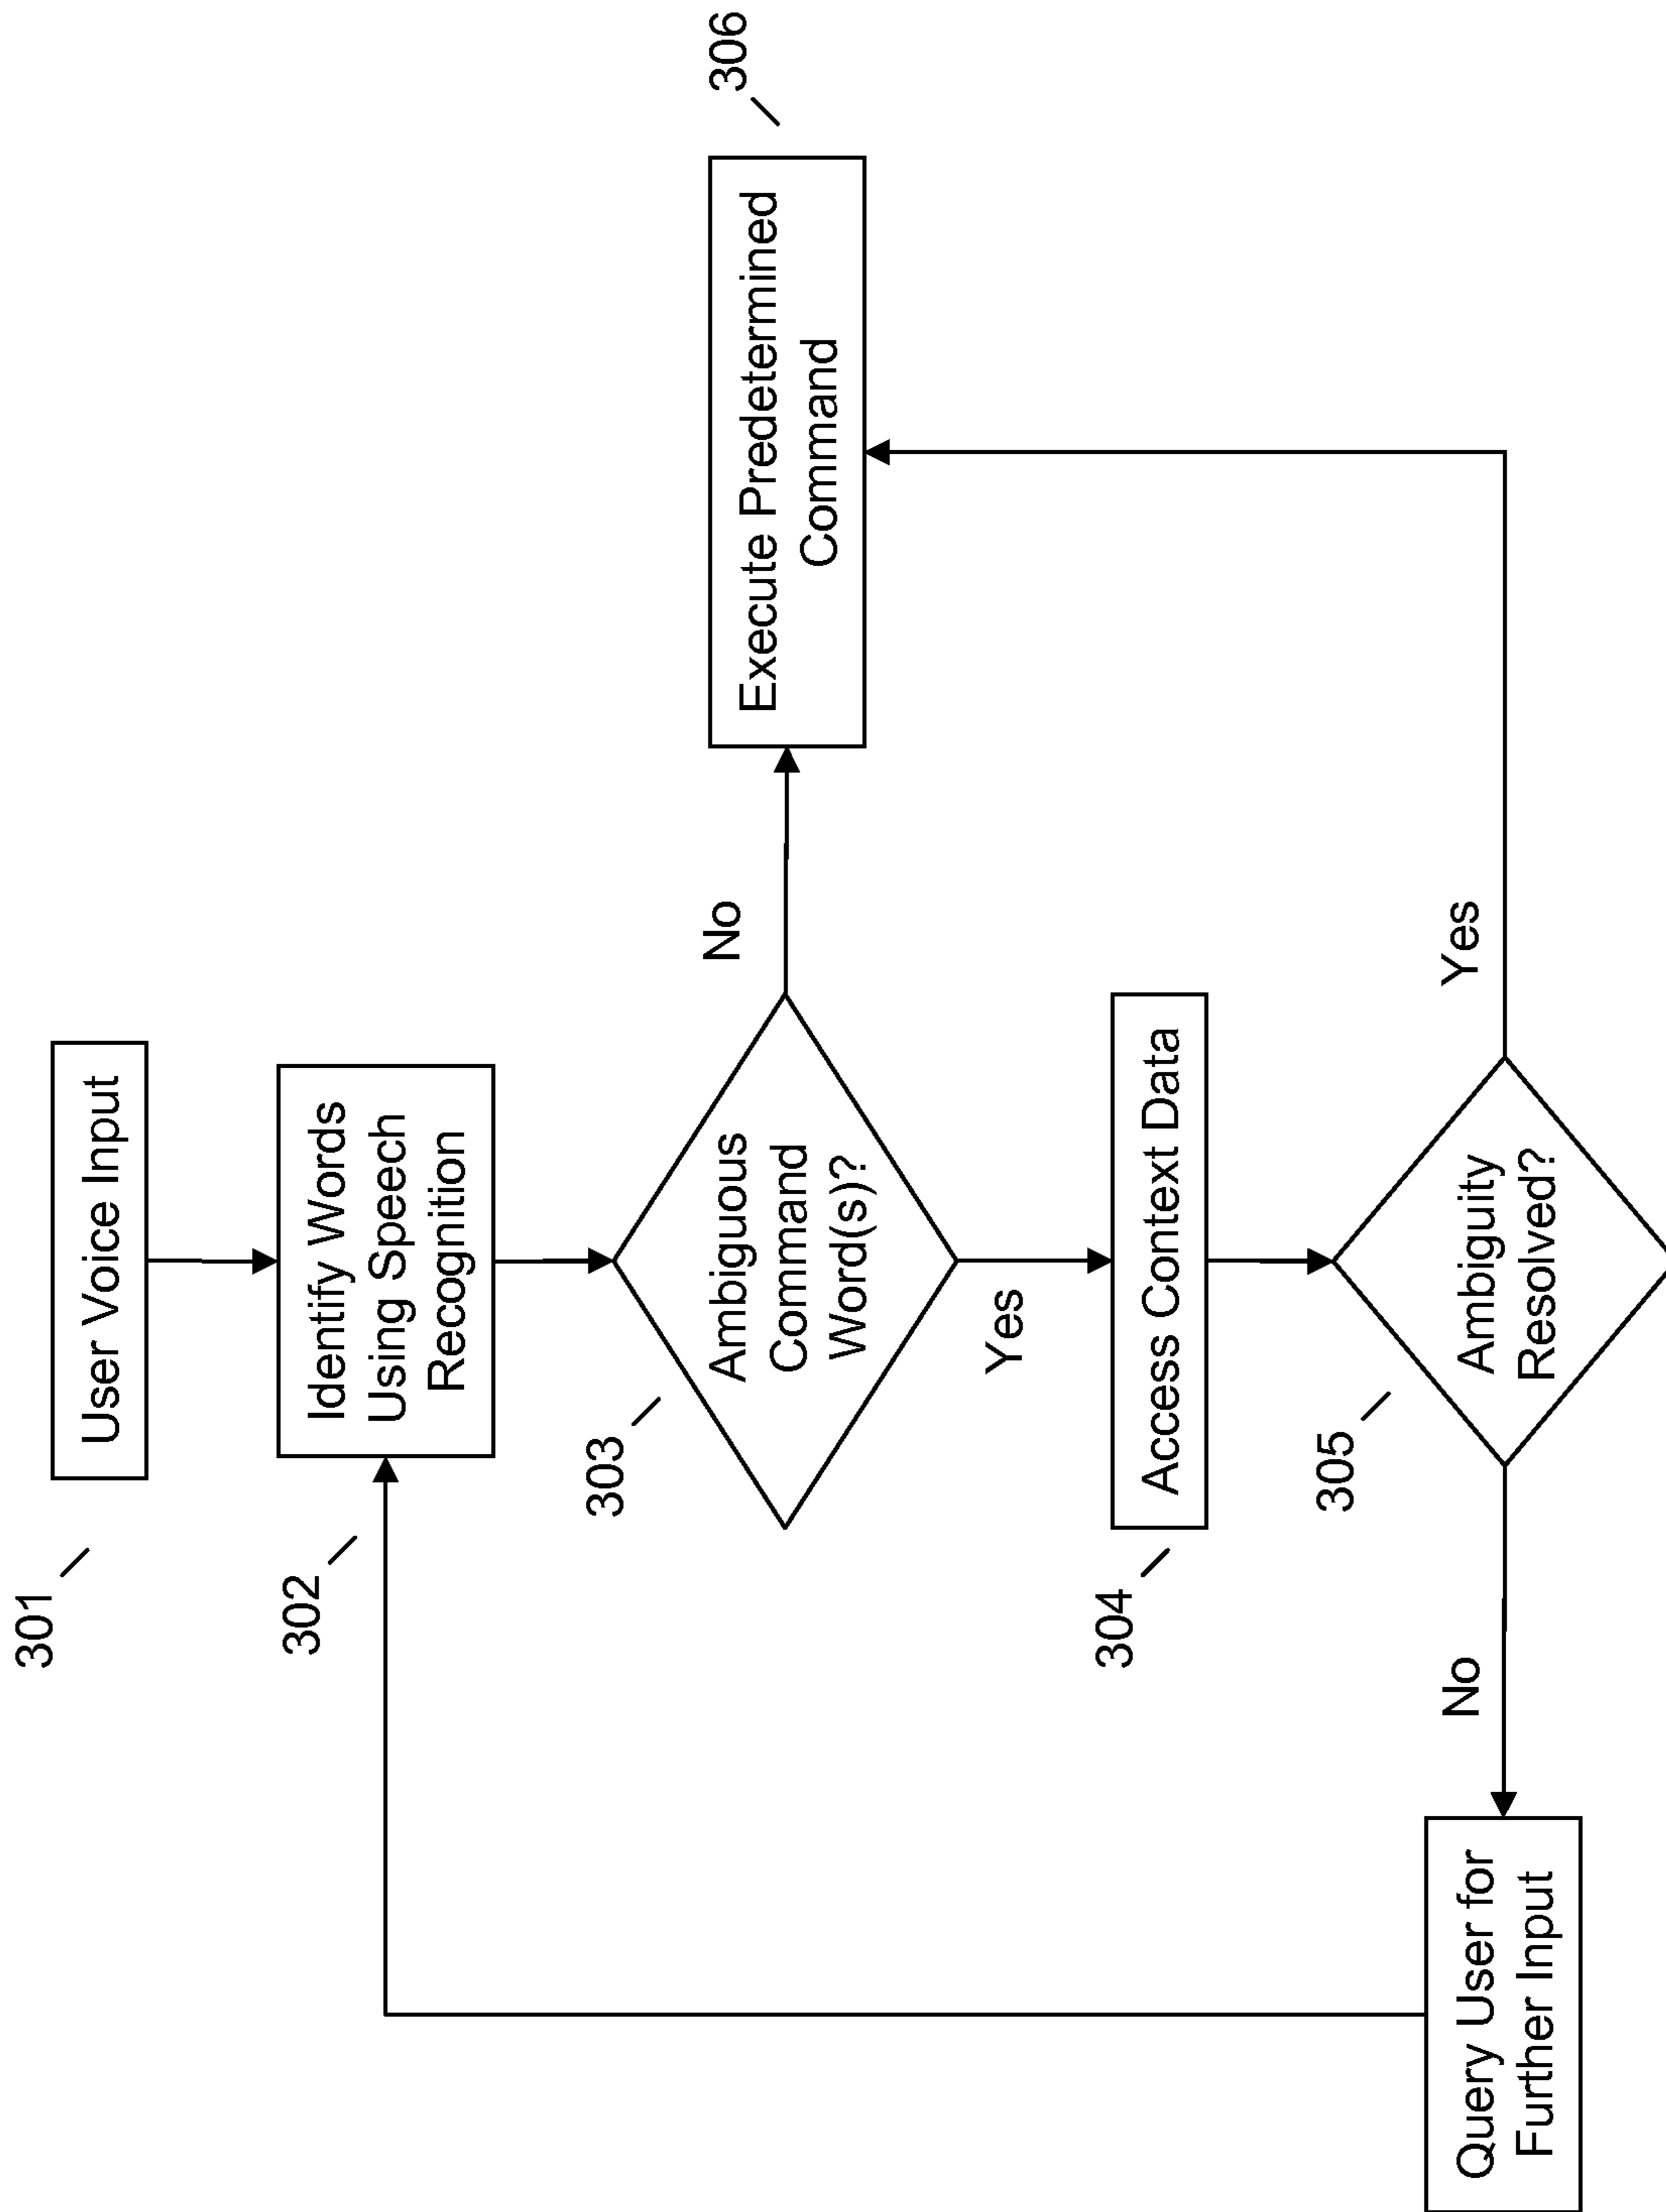 301
User Voice Input
302
Identify Words
Using Speech
Recognition
303
Ambiguous
Command
Word(s)?
No
Execute Predetermined
Command
306
Yes
304
Access Context Data
305
Ambiguity
Resolved?
Yes
No
Query User for
Further Input